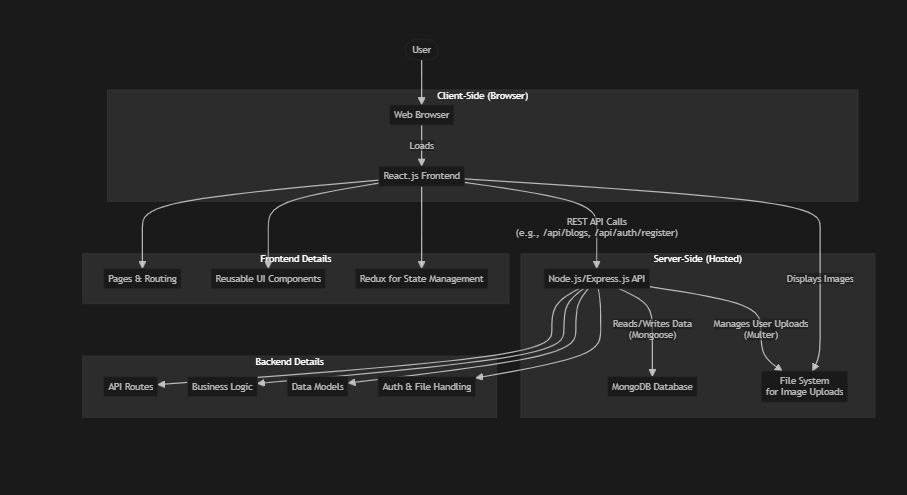 User
Client-Side (Browser)
Web Browser
Loads
React.js Frontend
REST API Calls
(e.g., /api/blogs, /api/auth/register)
Frontend Details
Server-Side (Hosted)
Pages & Routing
Reusable UI Components
Redux for State Management
Node.js/Express.js API
Displays Images
Reads/Writes Data
(Mongoose)
Manages User Uploads
(Multer)
Backend Details
API Routes
Business Logic
Data Models
Auth & File Handling
MongoDB Database
File System
for Image Uploads